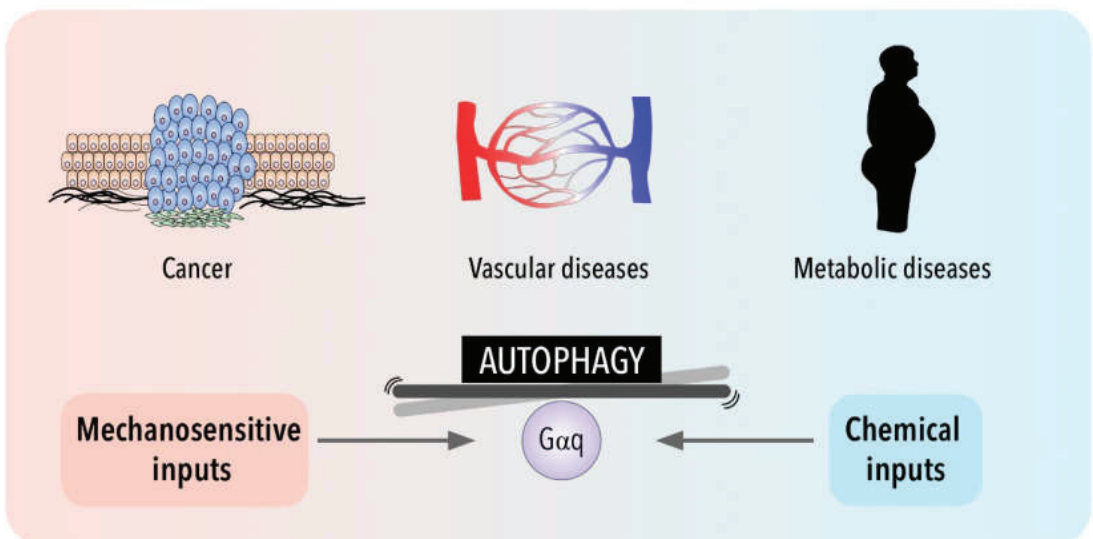 Cancer
Vascular diseases
Metabolic diseases
AUTOPHAGY
Mechanosensitive
inputs
Gαq
Chemical
inputs